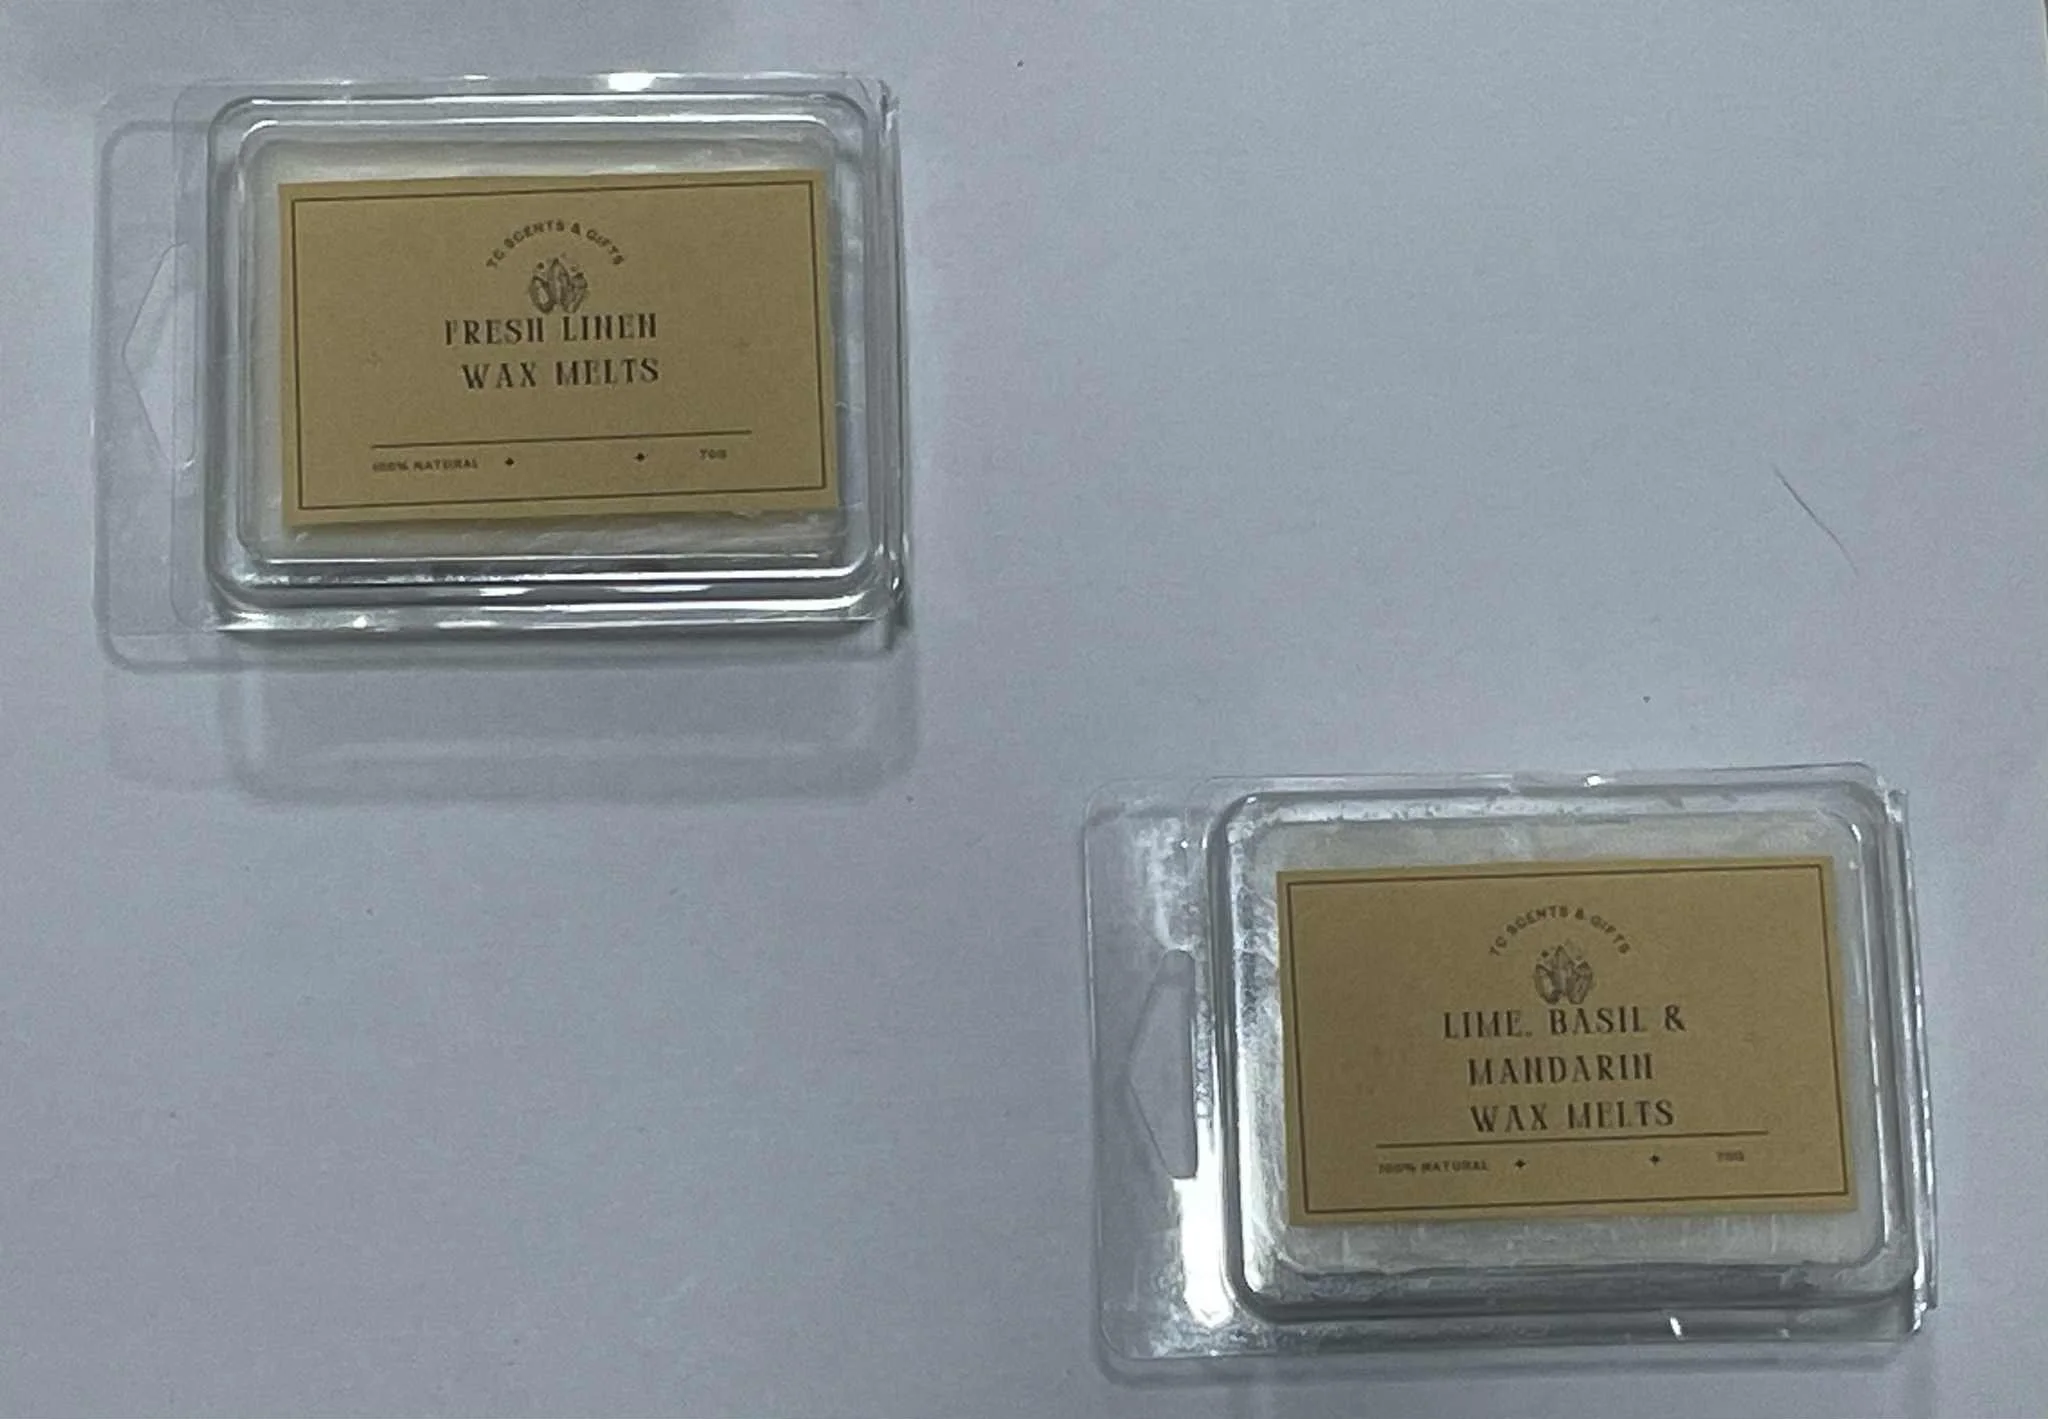 TC SCENTS & GIFTS
FRESH LINEN
WAX MELTS
100% NATURAL 70G
TC SCENTS & GIFTS
LIME, BASIL &
MANDARIN
WAX MELTS
100% NATURAL 70G